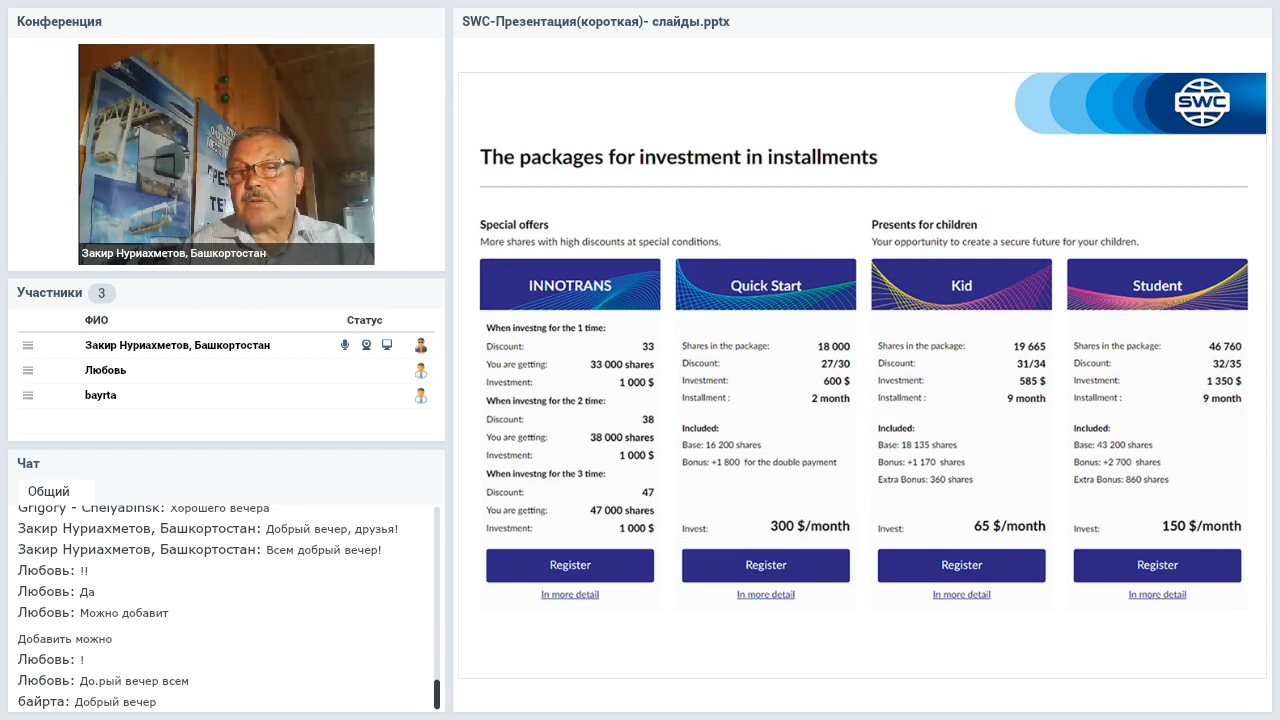 Конференция
Закир Нуриахметов, Башкортостан
Участники 3
ФИО Статус
Закир Нуриахметов, Башкортостан
Любовь
bayrta
Чат
Общий
Grigory - Chelyabinsk: Хорошего вечера
Закир Нуриахметов, Башкортостан: Добрый вечер, друзья!
Закир Нуриахметов, Башкортостан: Всем добрый вечер!
Любовь: !!
Любовь: Да
Любовь: Можно добавит
Добавить можно
Любовь: !
Любовь: До.рый вечер всем
байрта: Добрый вечер
SWC-Презентация(короткая)- слайды.pptx
SWC
The packages for investment in installments
Special offers
More shares with high discounts at special conditions.
Presents for children
Your opportunity to create a secure future for your children.
INNOTRANS
When investng for the 1 time:
Discount: 33
You are getting: 33 000 shares
Investment: 1 000 $
When investng for the 2 time:
Discount: 38
You are getting: 38 000 shares
Investment: 1 000 $
When investng for the 3 time:
Discount: 47
You are getting: 47 000 shares
Investment: 1 000 $
Register
In more detail
Quick Start
Shares in the package: 18 000
Discount: 27/30
Investment: 600 $
Installment : 2 month
Included:
Base: 16 200 shares
Bonus: +1 800 for the double payment
Invest: 300 $/month
Register
In more detail
Kid
Shares in the package: 19 665
Discount: 31/34
Investment: 585 $
Installment : 9 month
Included:
Base: 18 135 shares
Bonus: +1 170 shares
Extra Bonus: 360 shares
Invest: 65 $/month
Register
In more detail
Student
Shares in the package: 46 760
Discount: 32/35
Investment: 1 350 $
Installment : 9 month
Included:
Base: 43 200 shares
Bonus: +2 700 shares
Extra Bonus: 860 shares
Invest: 150 $/month
Register
In more detail